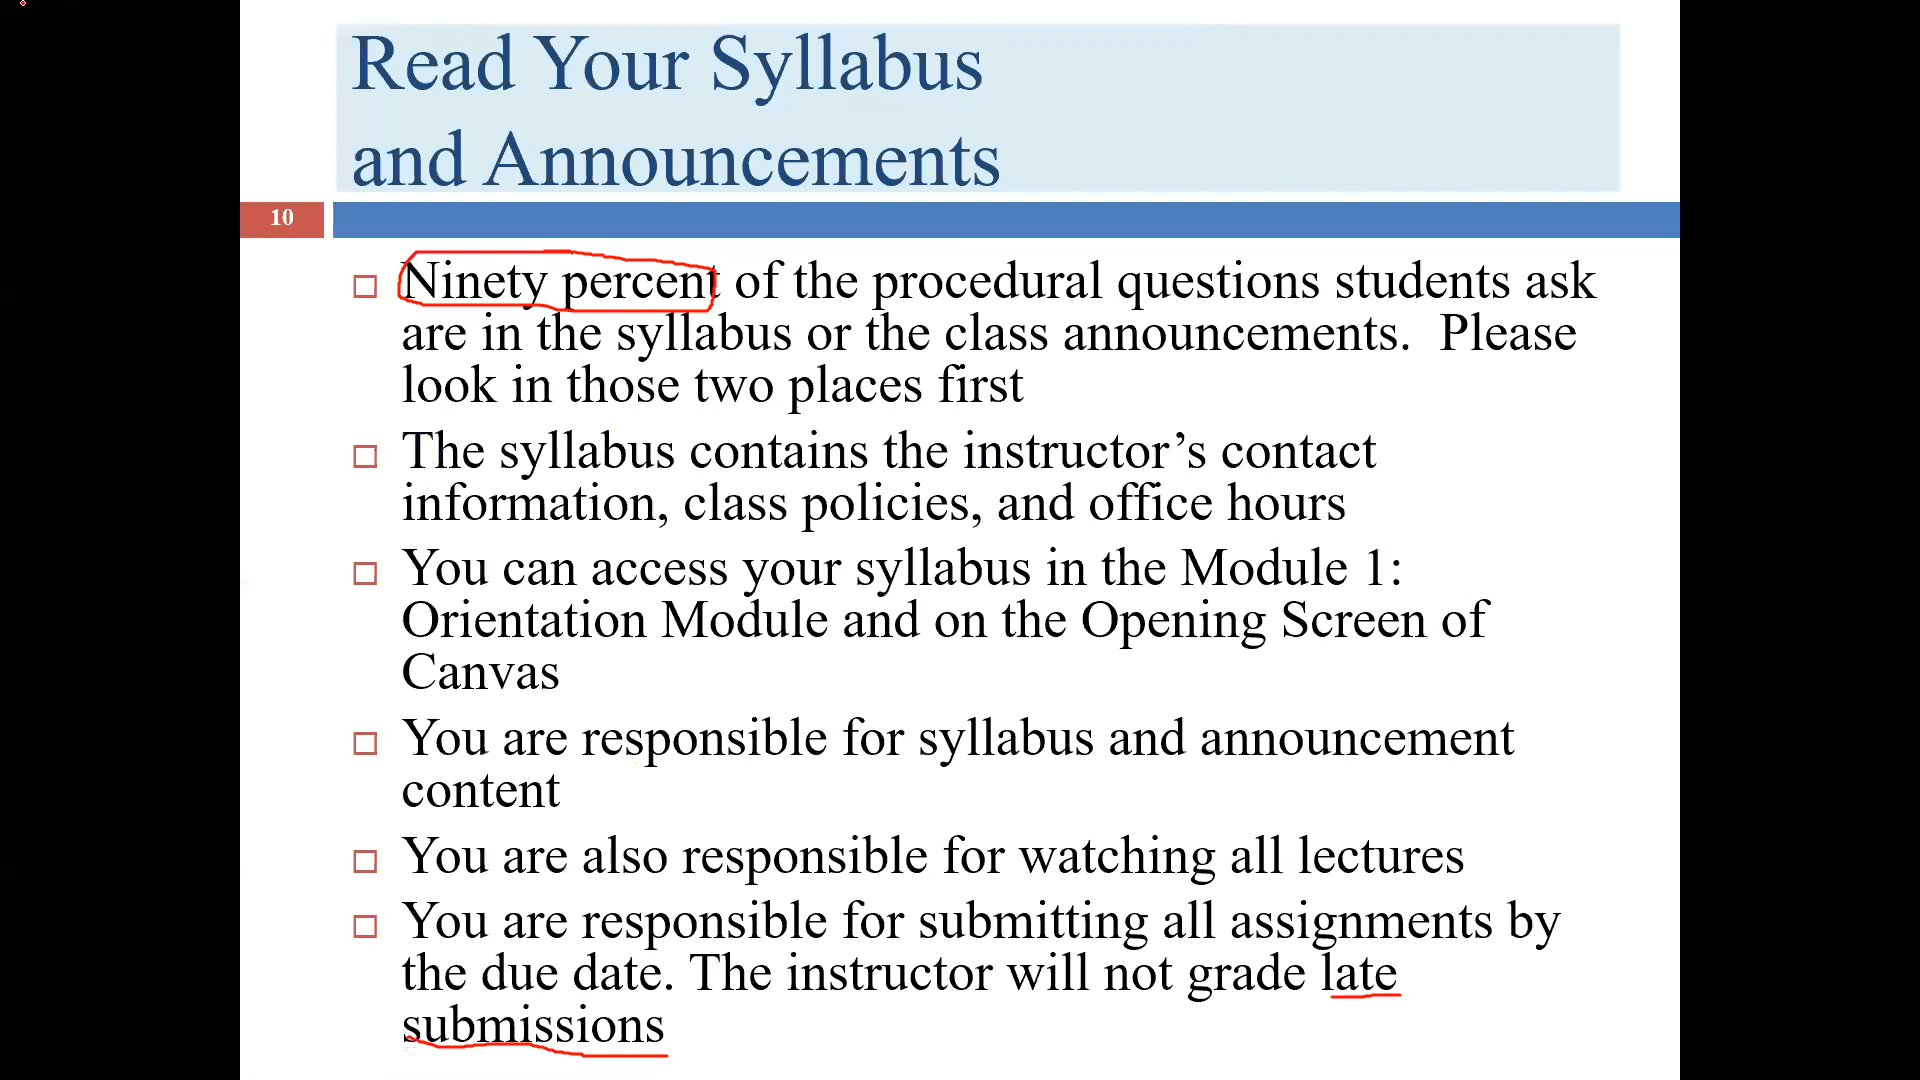 Read Your Syllabus
and Announcements
10
Ninety percent of the procedural questions students ask
are in the syllabus or the class announcements.  Please
look in those two places first
The syllabus contains the instructor’s contact
information, class policies, and office hours
You can access your syllabus in the Module 1:
Orientation Module and on the Opening Screen of
Canvas
You are responsible for syllabus and announcement
content
You are also responsible for watching all lectures
You are responsible for submitting all assignments by
the due date. The instructor will not grade late
submissions